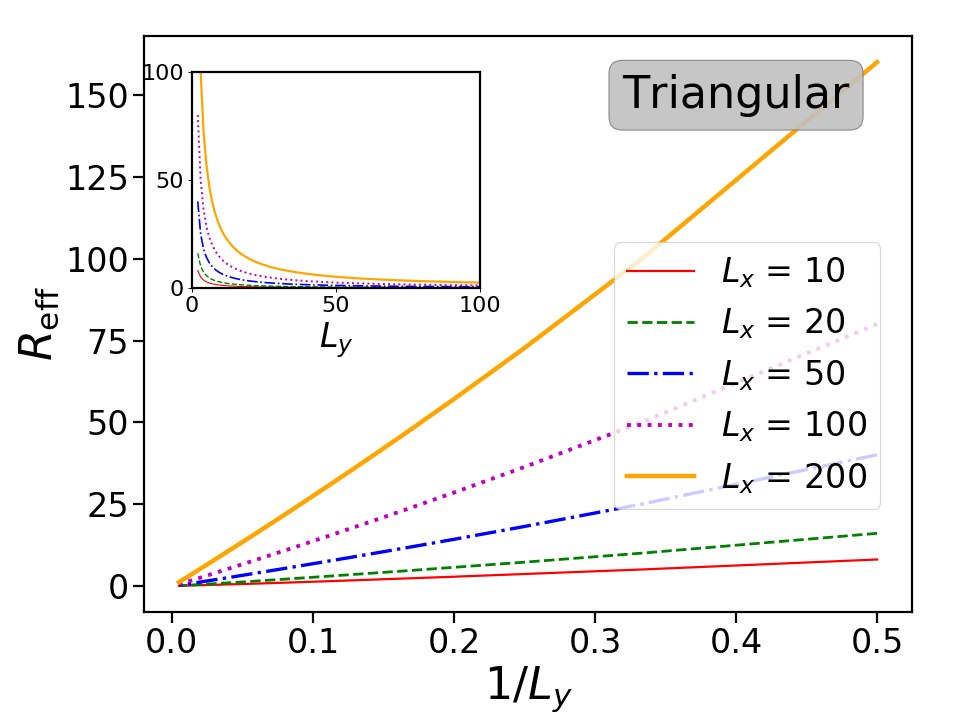 Triangular
R_eff
150
125
100
75
50
25
0
0.0 0.1 0.2 0.3 0.4 0.5
1/L_y
100
50
0
0 50 100
L_y
L_x = 10
L_x = 20
L_x = 50
L_x = 100
L_x = 200